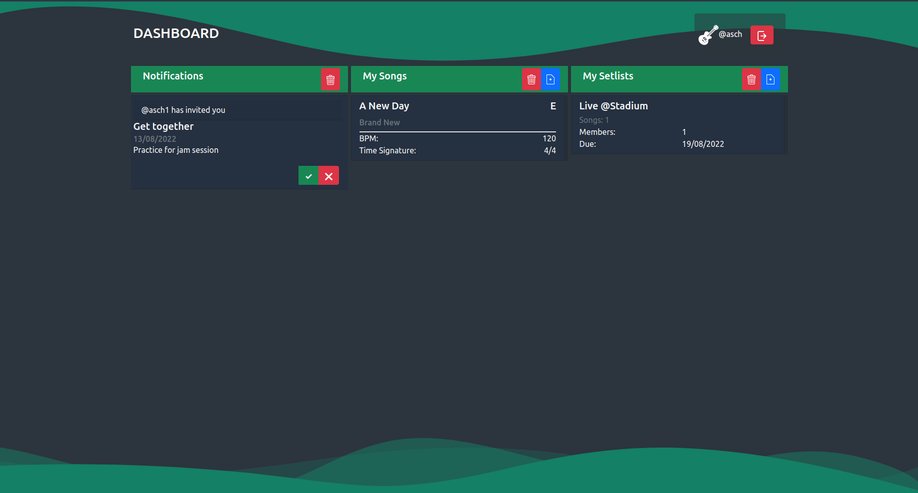 DASHBOARD
@asch
Notifications
@asch1 has invited you
Get together
13/08/2022
Practice for jam session
My Songs
A New Day E
Brand New
BPM: 120
Time Signature: 4/4
My Setlists
Live @Stadium
Songs: 1
Members: 1
Due: 19/08/2022